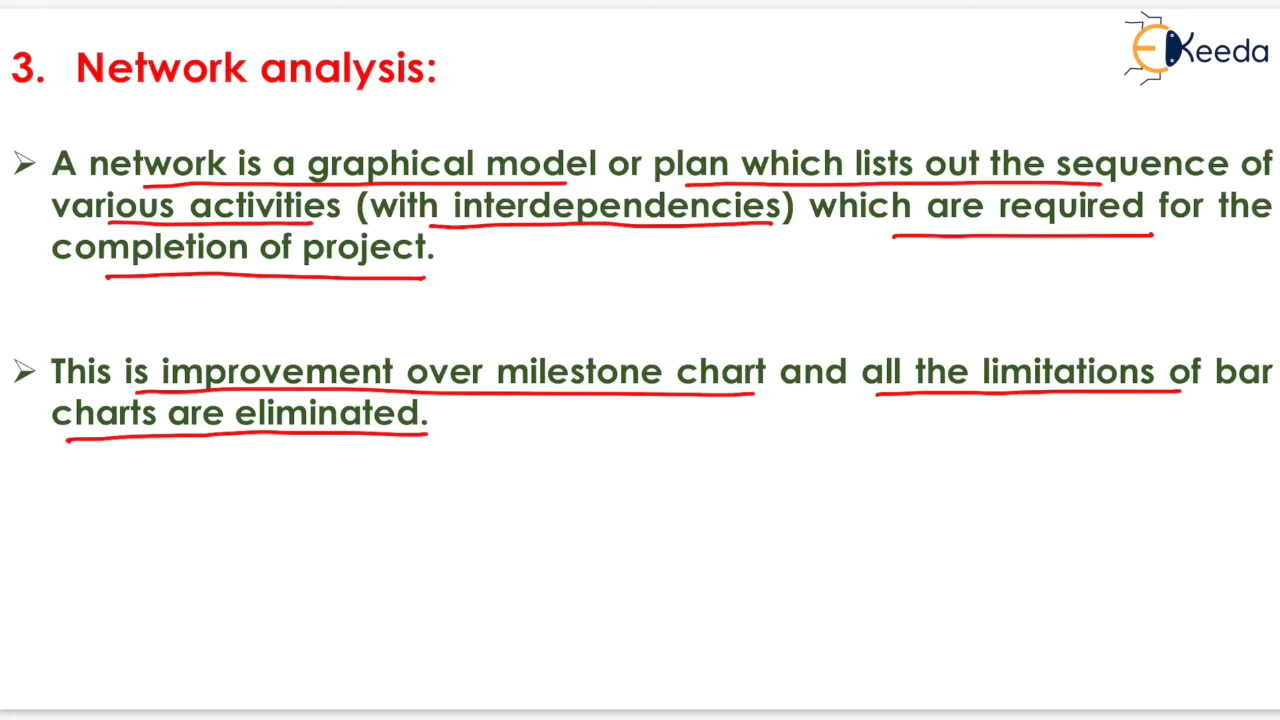 EKeeda
3. Network analysis:
➢ A network is a graphical model or plan which lists out the sequence of
various activities (with interdependencies) which are required for the
completion of project.
➢ This is improvement over milestone chart and all the limitations of bar
charts are eliminated.